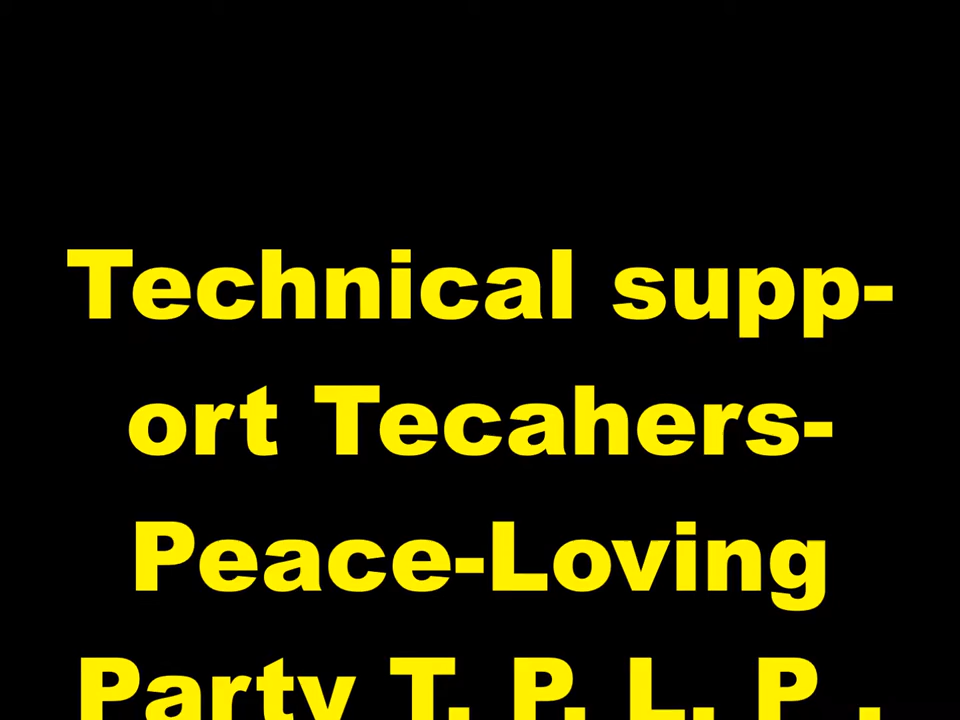 Technical supp-
ort Tecahers-
Peace-Loving
Party T. P. L. P .